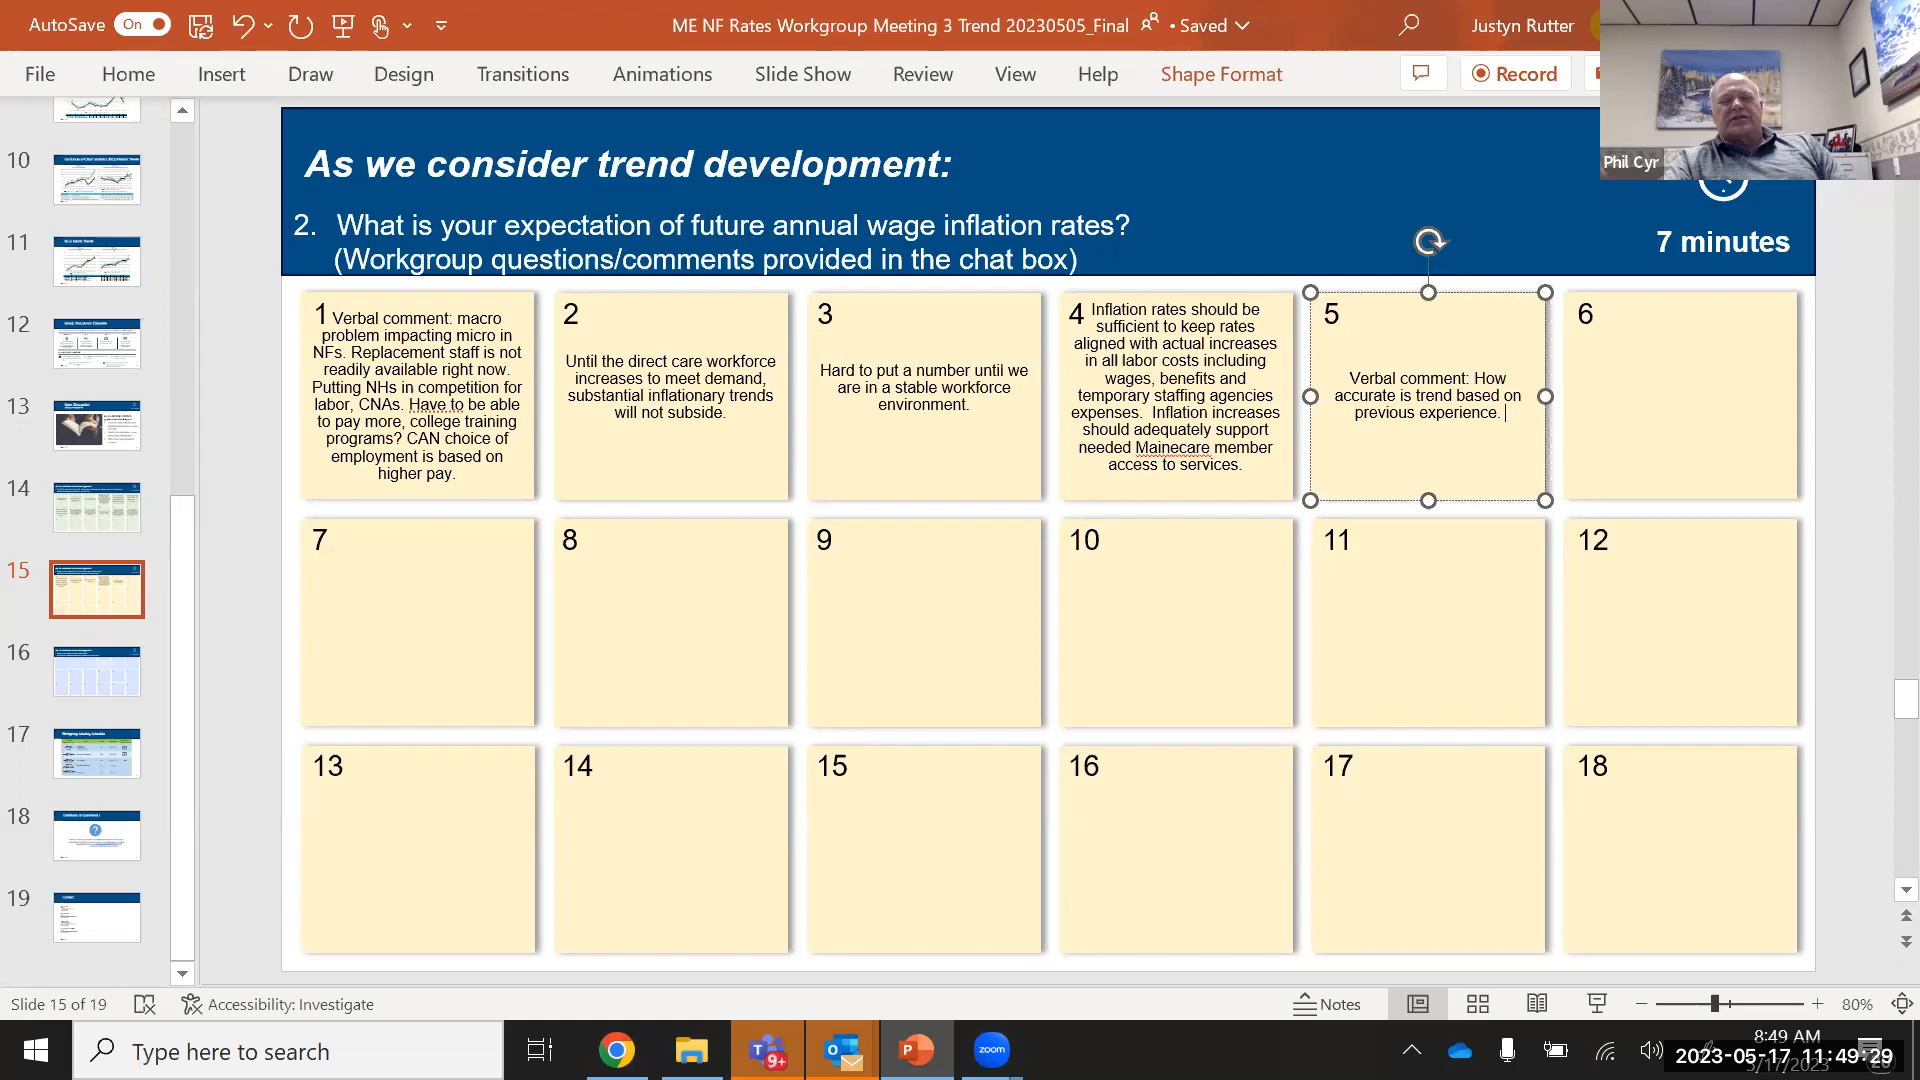 AutoSave On
ME NF Rates Workgroup Meeting 3 Trend 20230505_Final • Saved
Justyn Rutter
File Home Insert Draw Design Transitions Animations Slide Show Review View Help Shape Format
Record
Phil Cyr
10
11
12
13
14
15
16
17
18
19
As we consider trend development:
2. What is your expectation of future annual wage inflation rates?
(Workgroup questions/comments provided in the chat box)
7 minutes
1 Verbal comment: macro
problem impacting micro in
NFs. Replacement staff is not
readily available right now.
Putting NHs in competition for
labor, CNAs. Have to be able
to pay more, college training
programs? CAN choice of
employment is based on
higher pay.
2
Until the direct care workforce
increases to meet demand,
substantial inflationary trends
will not subside.
3
Hard to put a number until we
are in a stable workforce
environment.
4 Inflation rates should be
sufficient to keep rates
aligned with actual increases
in all labor costs including
wages, benefits and
temporary staffing agencies
expenses. Inflation increases
should adequately support
needed Mainecare member
access to services.
5
Verbal comment: How
accurate is trend based on
previous experience.
6
7
8
9
10
11
12
13
14
15
16
17
18
Slide 15 of 19
Accessibility: Investigate
Notes
80%
Type here to search
9+
zoom
8:49 AM
2023-05-17 11:49:29
5/17/2023